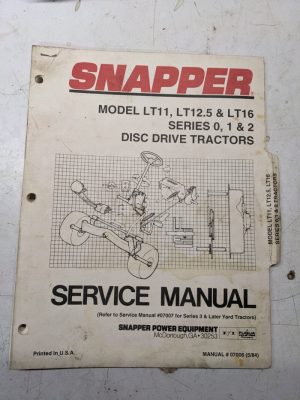 SNAPPER®
MODEL LT11, LT12.5 & LT16
SERIES 0, 1 & 2
DISC DRIVE TRACTORS
MODEL LT11, LT12.5, LT16
SERIES 0, 1 & 2 TRACTORS
SERVICE MANUAL
(Refer to Service Manual #07007 for Series 3 & Later Yard Tractors)
SNAPPER POWER EQUIPMENT
McDonough, GA • 30253
Printed in U.S.A.
MANUAL # 07006 (5/84)